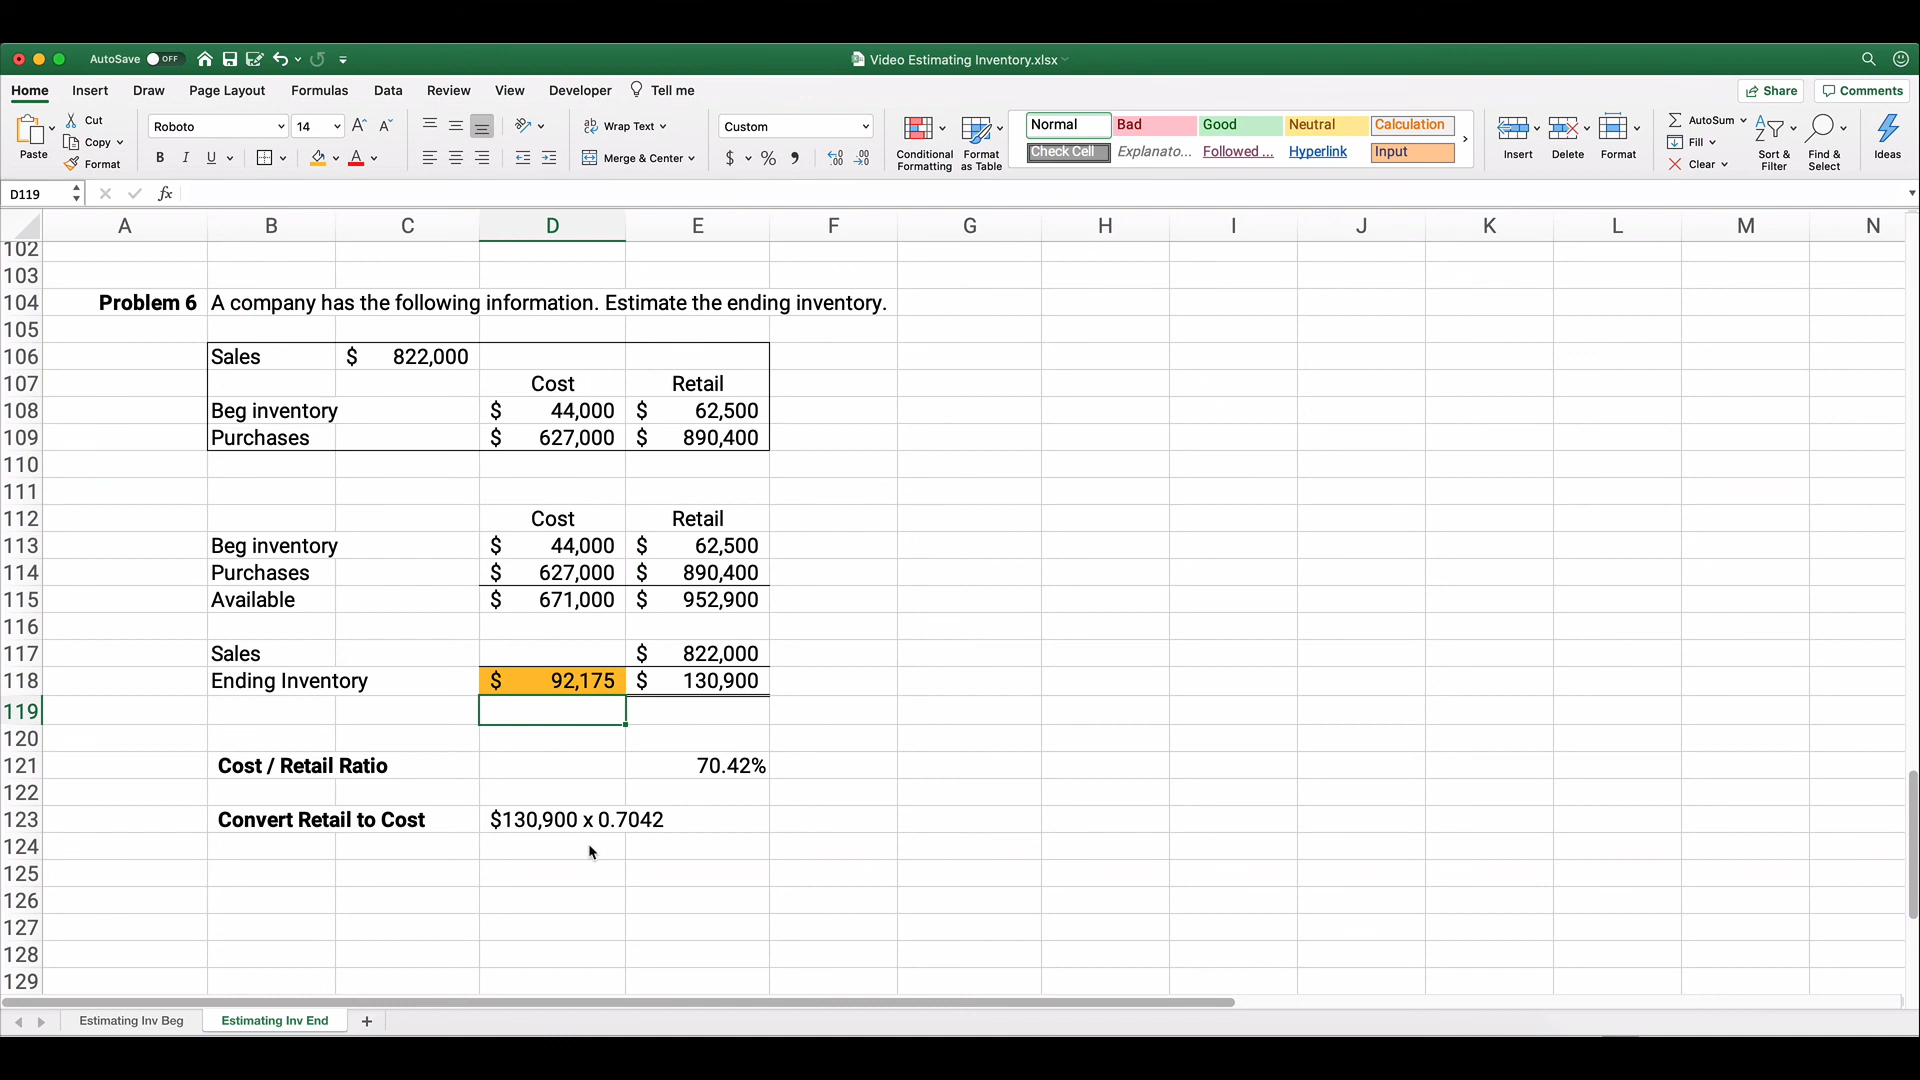 AutoSave OFF Video Estimating Inventory.xlsx
Home Insert Draw Page Layout Formulas Data Review View Developer Tell me Share Comments
Paste Cut Copy Format
Roboto 14 A^ Aˇ
B I U A
Wrap Text
Merge & Center
Custom
$ % ,
Conditional Formatting Format as Table
Normal Bad Good Neutral Calculation
Check Cell Explanato... Followed ... Hyperlink Input
Insert Delete Format
AutoSum
Fill
Clear
Sort & Filter Find & Select Ideas
D119 fx
A B C D E F G H I J K L M N
102
103
104 Problem 6 A company has the following information. Estimate the ending inventory.
105
106 Sales $ 822,000
107 Cost Retail
108 Beg inventory $ 44,000 $ 62,500
109 Purchases $ 627,000 $ 890,400
110
111
112 Cost Retail
113 Beg inventory $ 44,000 $ 62,500
114 Purchases $ 627,000 $ 890,400
115 Available $ 671,000 $ 952,900
116
117 Sales $ 822,000
118 Ending Inventory $ 92,175 $ 130,900
119
120
121 Cost / Retail Ratio 70.42%
122
123 Convert Retail to Cost $130,900 x 0.7042
124
125
126
127
128
129
Estimating Inv Beg Estimating Inv End +